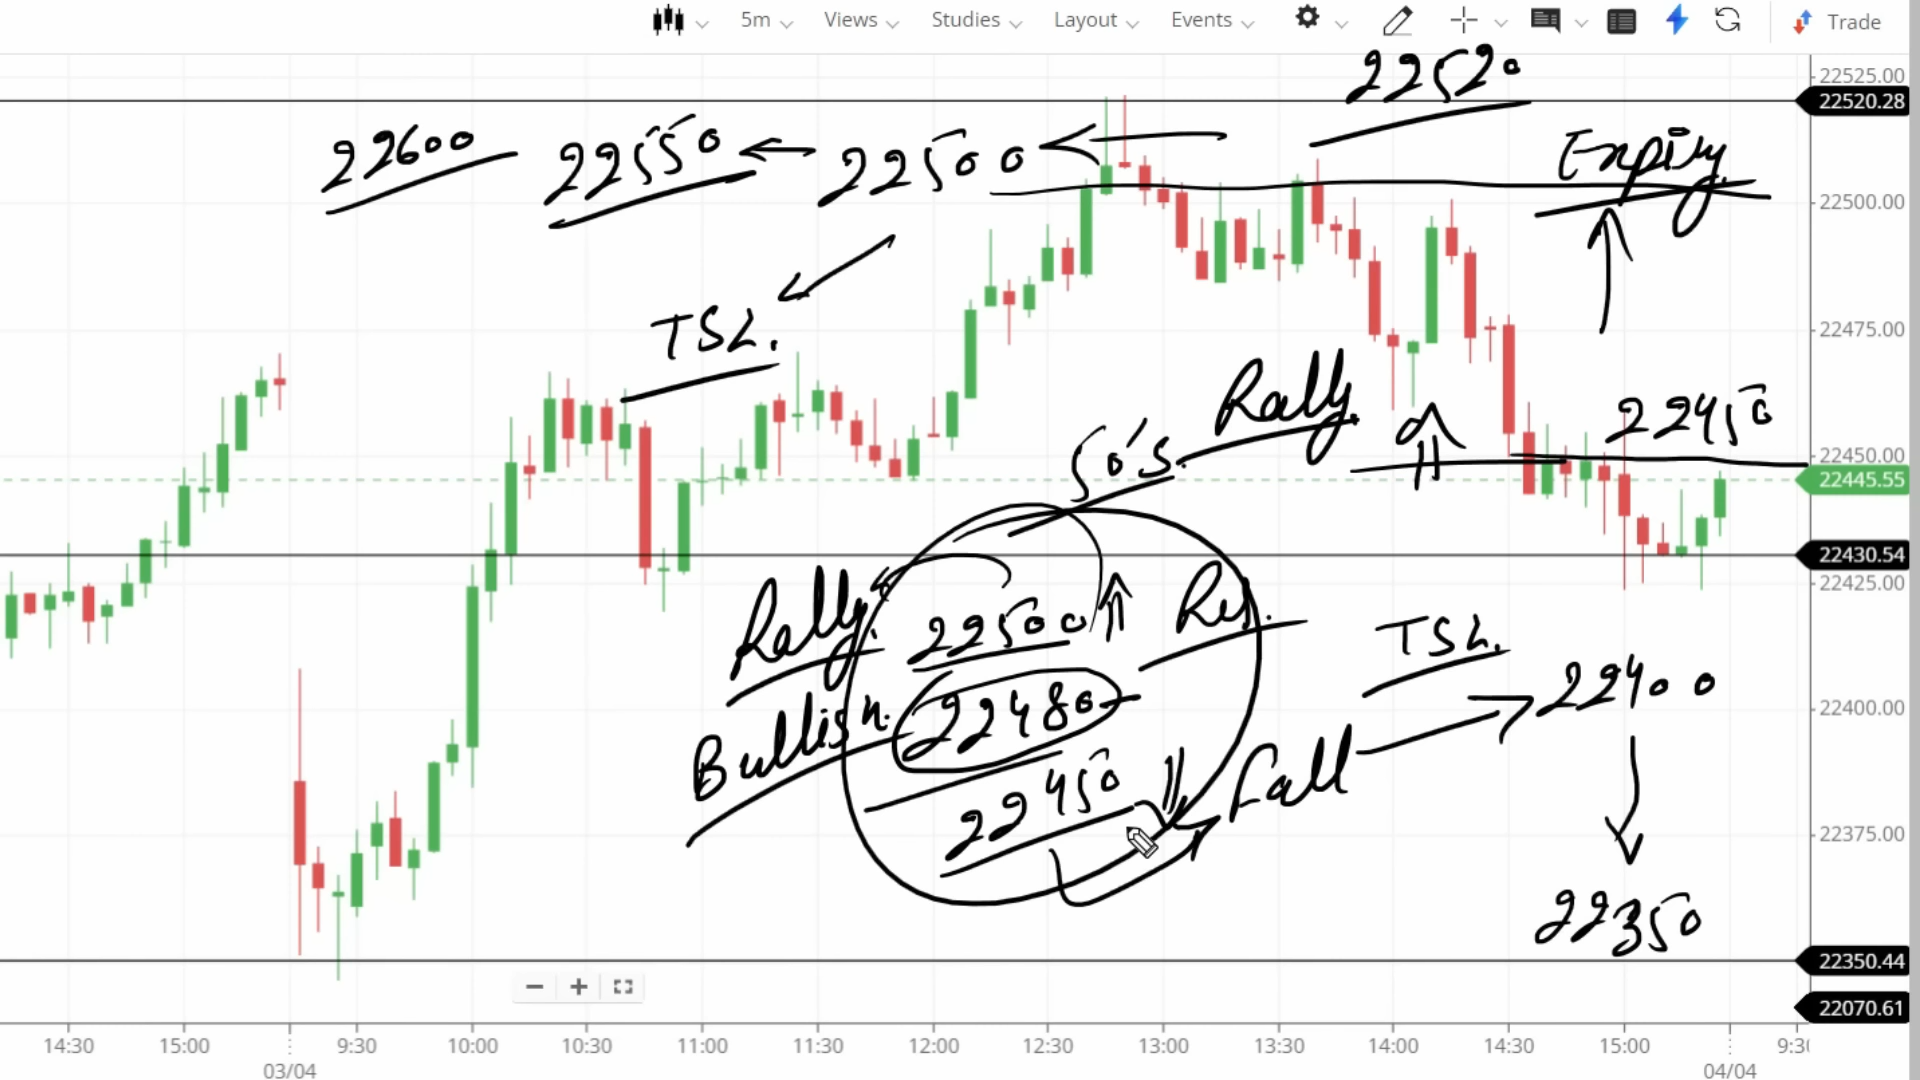 5m Views Studies Layout Events Trade
22525.00
22520.28
22520
22600 22550 22500
Expiry
22500.00
TSL.
22475.00
Rally.
22450
50's.
22450.00
22445.55
22430.54
22425.00
Rally. 22500 Res.
TSL.
22400
22400.00
Bullish. 22480
22450 Fall
22375.00
22350
22350.44
22070.61
14:30 15:00 9:30 10:00 10:30 11:00 11:30 12:00 12:30 13:00 13:30 14:00 14:30 15:00 9:30
03/04 04/04